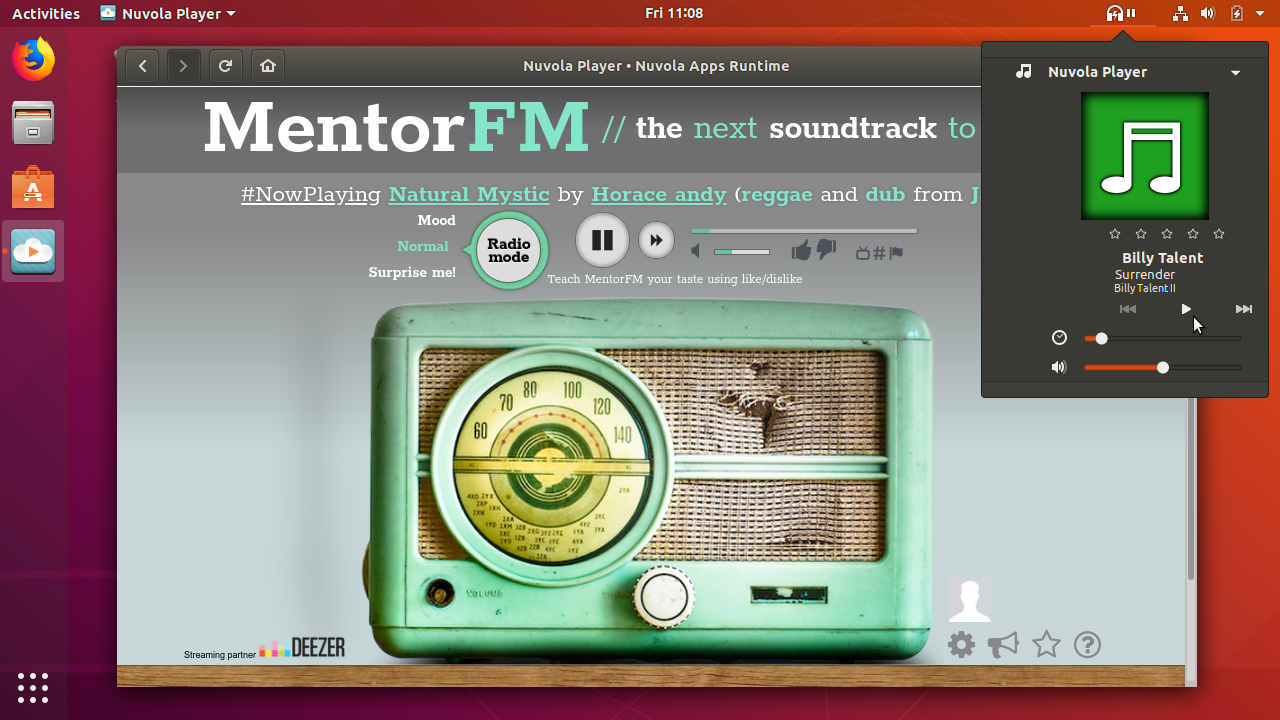 Activities
Nuvola Player
Fri 11:08
Nuvola Player • Nuvola Apps Runtime
Nuvola Player
MentorFM // the next soundtrack to
#NowPlaying Natural Mystic by Horace andy (reggae and dub from J
Mood
Normal
Surprise me!
Radio
mode
Teach MentorFM your taste using like/dislike
Billy Talent
Surrender
Billy Talent II
60
70
80
100
120
140
VOLUME
Streaming partner DEEZER